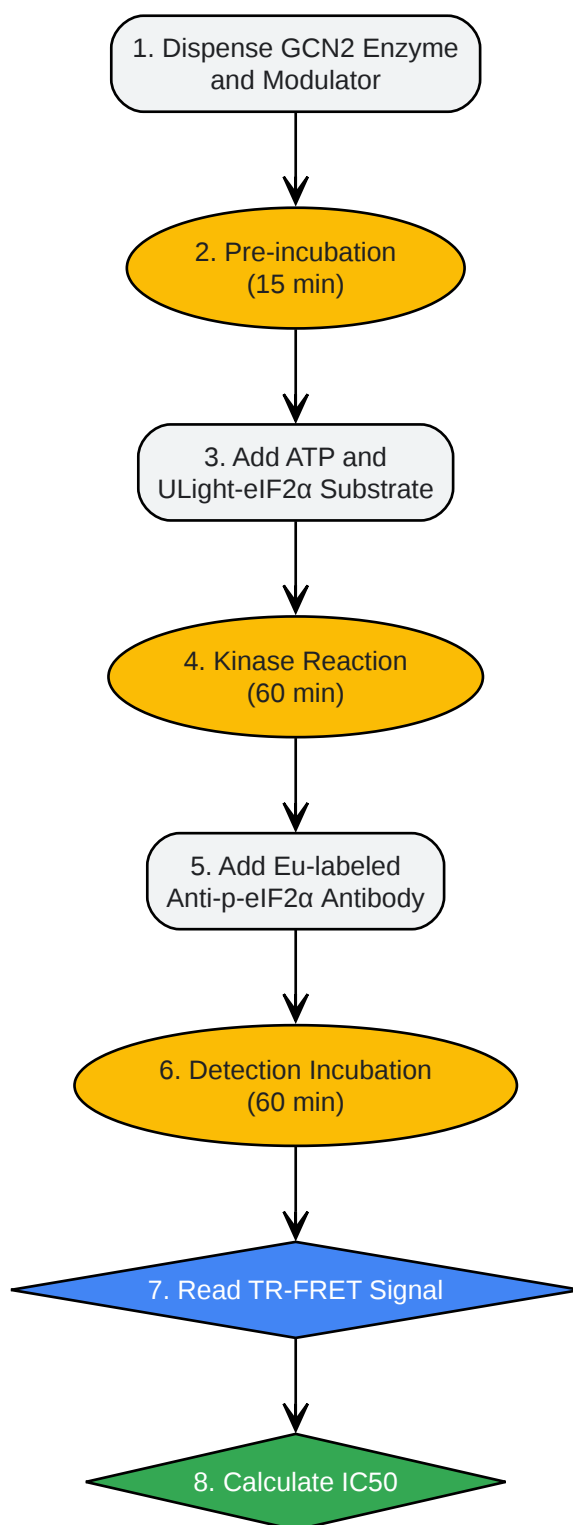 1. Dispense GCN2 Enzyme
and Modulator
2. Pre-incubation
(15 min)
3. Add ATP and
ULight-eIF2α Substrate
4. Kinase Reaction
(60 min)
5. Add Eu-labeled
Anti-p-eIF2α Antibody
6. Detection Incubation
(60 min)
7. Read TR-FRET Signal
8. Calculate IC50